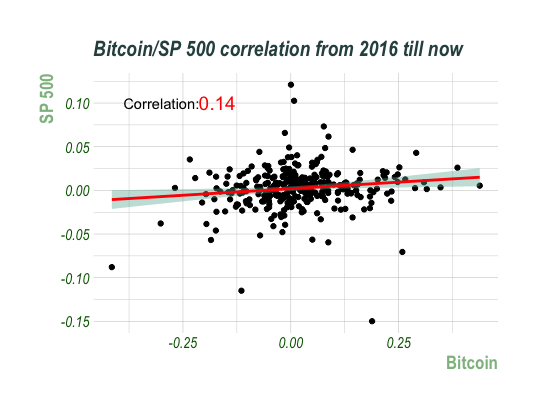 Bitcoin/SP 500 correlation from 2016 till now
SP 500
Correlation:0.14
0.10
0.05
0.00
-0.05
-0.10
-0.15
-0.25
0.00
0.25
Bitcoin